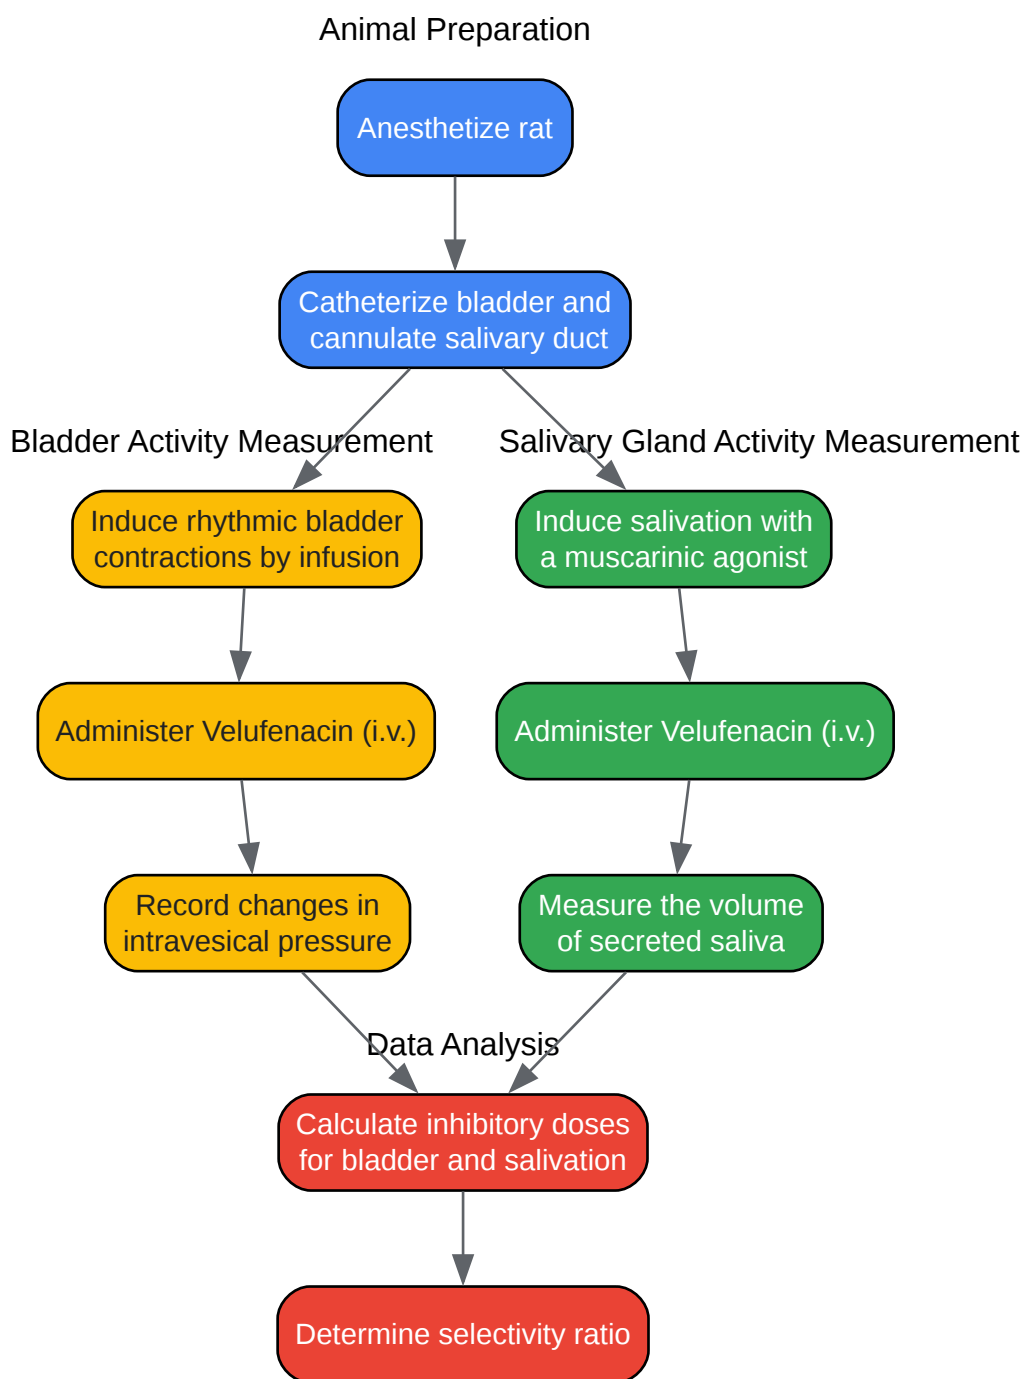 Animal Preparation
Anesthetize rat
Catheterize bladder and
cannulate salivary duct
Bladder Activity Measurement
Salivary Gland Activity Measurement
Induce rhythmic bladder
contractions by infusion
Induce salivation with
a muscarinic agonist
Administer Velufenacin (i.v.)
Administer Velufenacin (i.v.)
Record changes in
intravesical pressure
Measure the volume
of secreted saliva
Data Analysis
Calculate inhibitory doses
for bladder and salivation
Determine selectivity ratio